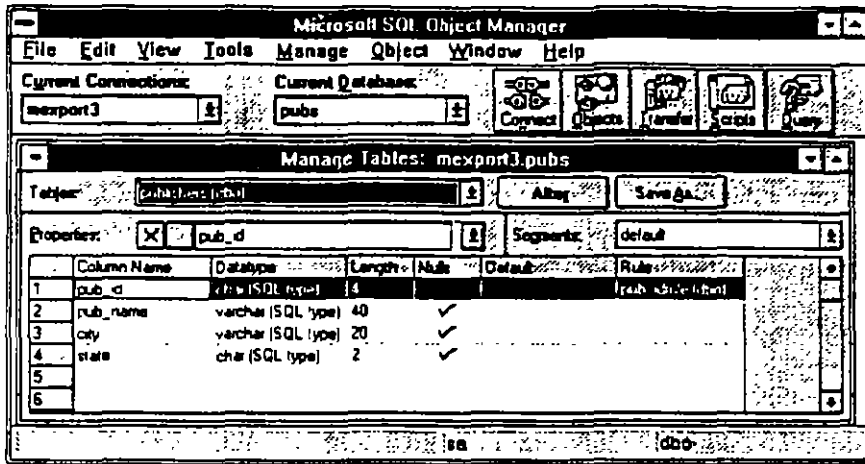 Microsoft SQL Object Manager
File Edit View Tools Manage Object Window Help
Current Connections: Current Database:
mexport3 pubs
Connect Objects Transfer Scripts Query
Manage Tables: mexport3.pubs
Tables: publishers (dbo) Alter Save As...
Properties: pub_id Segments: default
Column Name Datatype Length Nulls Default Rules
1 pub_id char (SQL type) 4
2 pub_name varchar (SQL type) 40 ✓
3 city varchar (SQL type) 20 ✓
4 state char (SQL type) 2 ✓
5
6
sa dbo